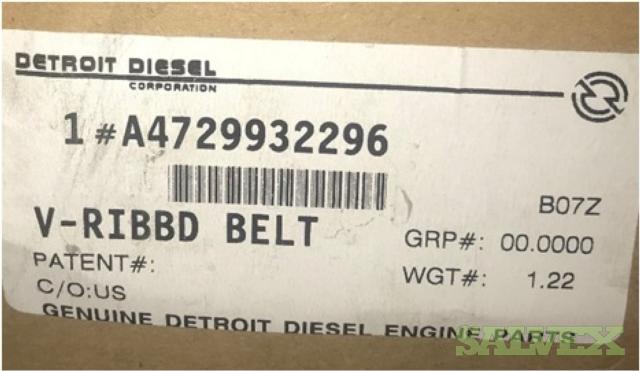 DETROIT DIESEL
CORPORATION
1 #A4729932296
B07Z
V-RIBBD BELT
GRP#: 00.0000
PATENT#:
WGT#: 1.22
C/O:US
GENUINE DETROIT DIESEL ENGINE PARTS
SALVEX